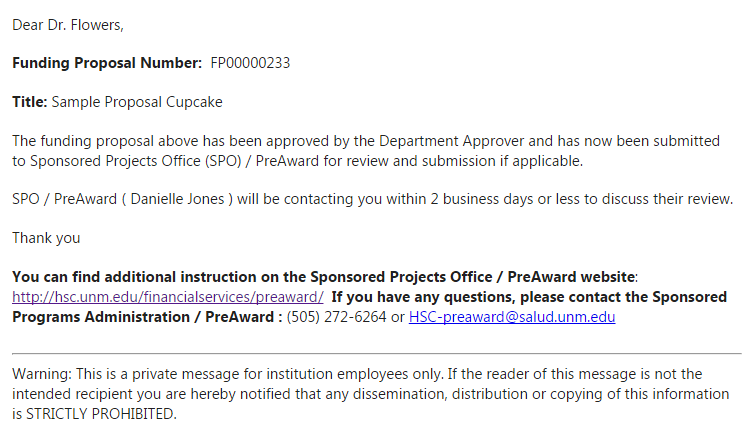 Dear Dr. Flowers,
Funding Proposal Number:  FP00000233
Title: Sample Proposal Cupcake
The funding proposal above has been approved by the Department Approver and has now been submitted
to Sponsored Projects Office (SPO) / PreAward for review and submission if applicable.
SPO / PreAward ( Danielle Jones ) will be contacting you within 2 business days or less to discuss their review.
Thank you
You can find additional instruction on the Sponsored Projects Office / PreAward website:
http://hsc.unm.edu/financialservices/preaward/  If you have any questions, please contact the Sponsored
Programs Administration / PreAward : (505) 272-6264 or HSC-preaward@salud.unm.edu
Warning: This is a private message for institution employees only. If the reader of this message is not the
intended recipient you are hereby notified that any dissemination, distribution or copying of this information
is STRICTLY PROHIBITED.